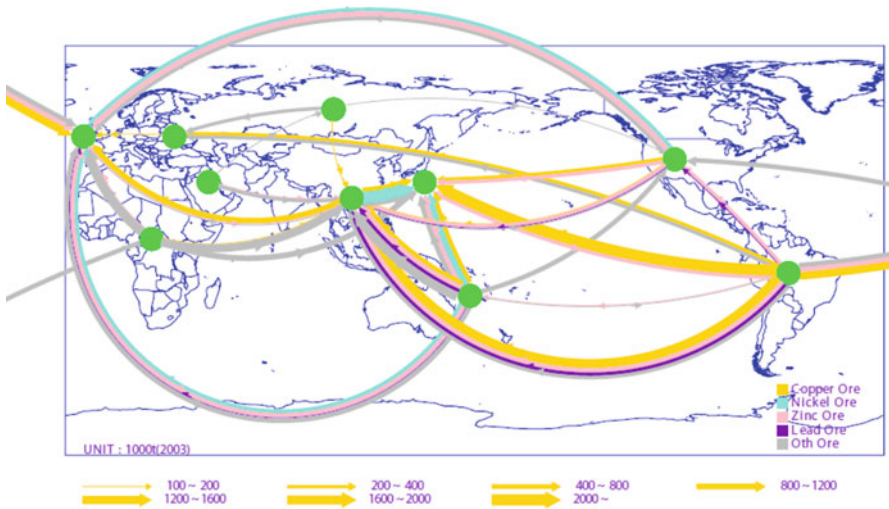 Copper Ore
Nickel Ore
Zinc Ore
Lead Ore
Oth Ore
UNIT : 1000t(2003)
100 ~ 200 200 ~ 400 400 ~ 800 800 ~ 1200
1200 ~ 1600 1600 ~ 2000 2000 ~